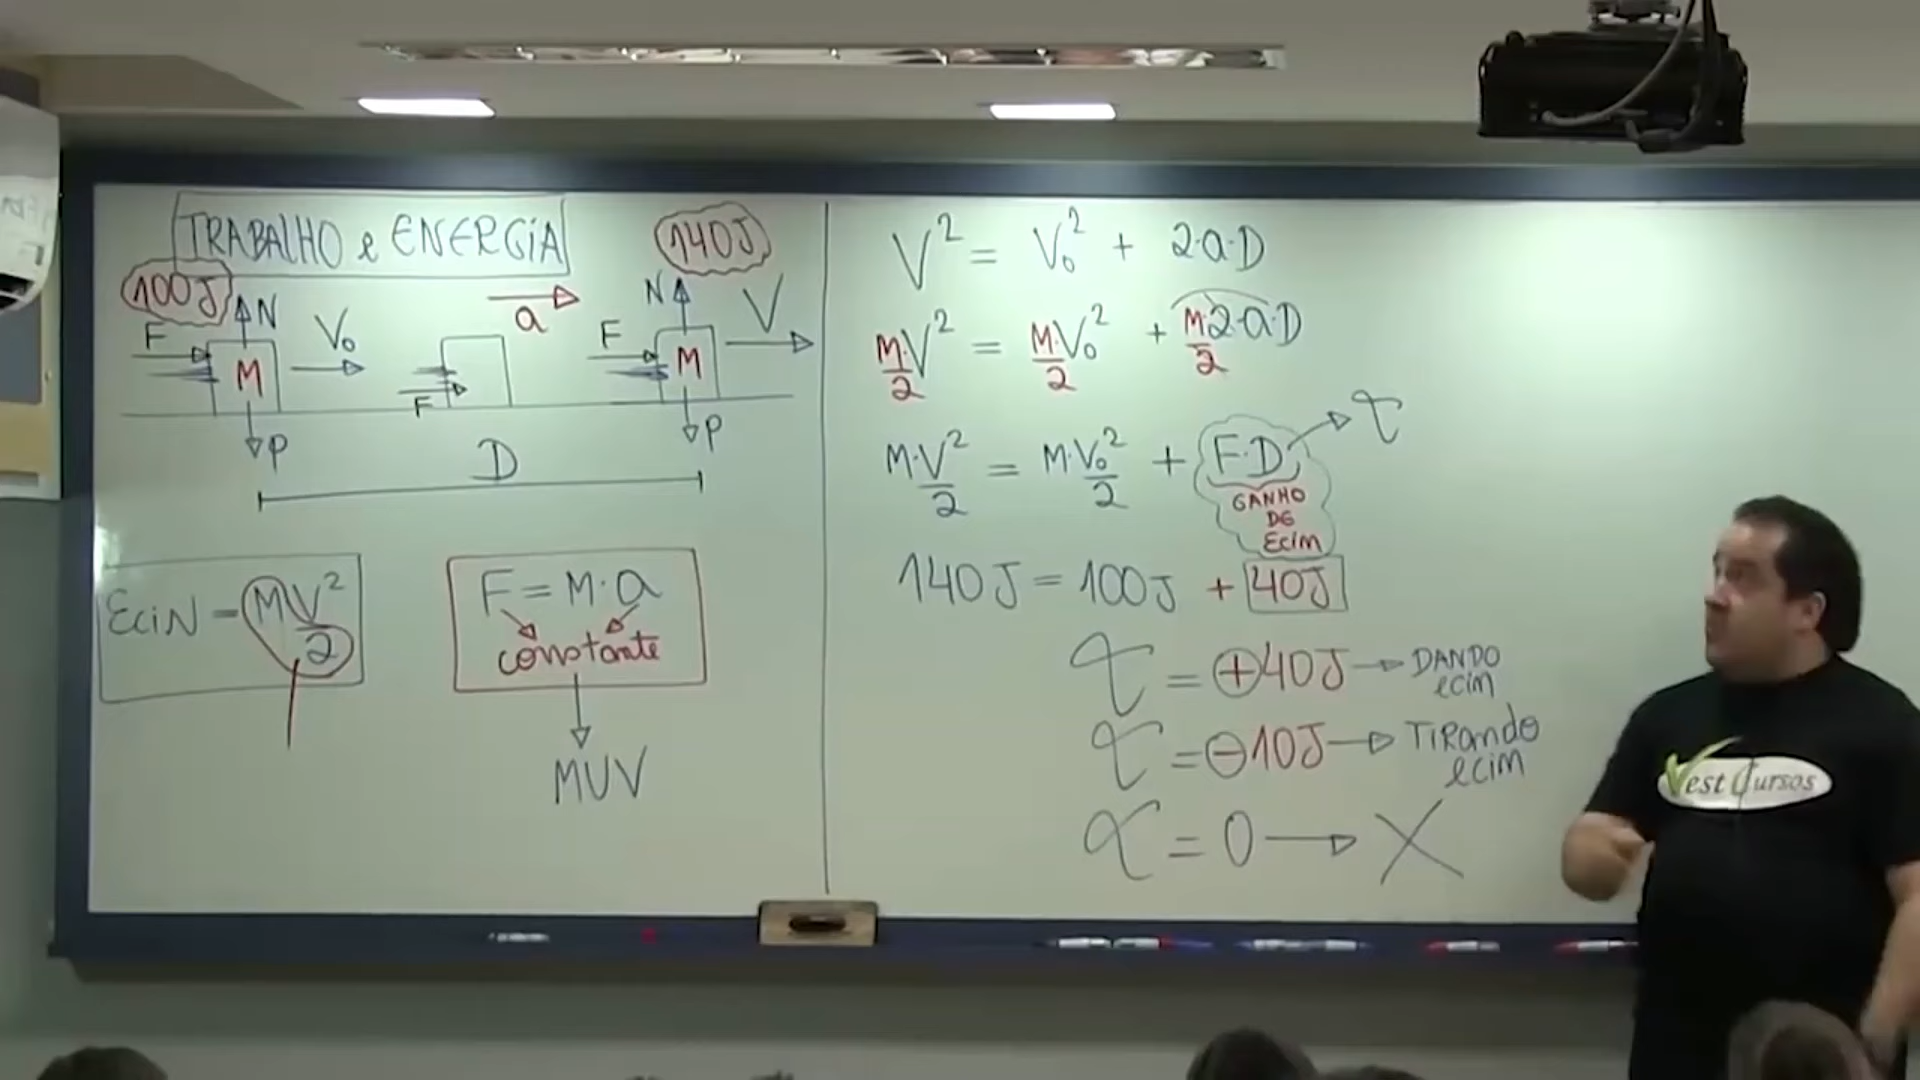 TRABALHO e ENERGIA
100J
140J
N
F
M
V₀
P
a
F
N
F
M
V
P
D
EciN = MV²/2
F = M·a
constante
MUV
V² = V₀² + 2·a·D
M·V²/2 = M·V₀²/2 + M·2·a·D/2
M·V²/2 = M·V₀²/2 + F·D → τ
GANHO
DE
Ecim
140J = 100J + 40J
τ = +40J → DANDO
ecim
τ = -10J → TIRANDO
ecim
τ = 0 → X
Vest Cursos